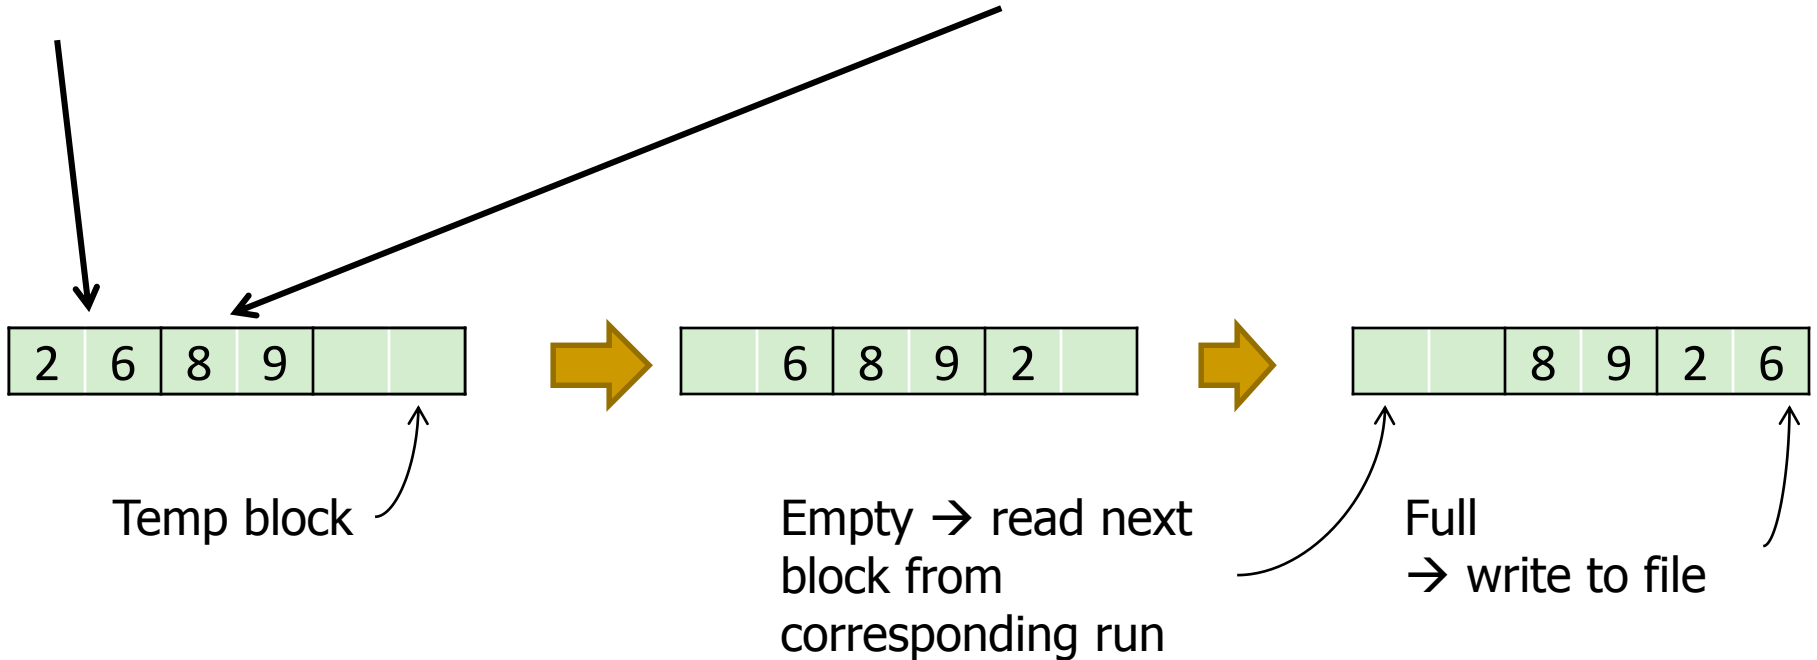 2 6 8 9
6 8 9 2
8 9 2 6
Temp block
Empty → read next
block from
corresponding run
Full
→ write to file